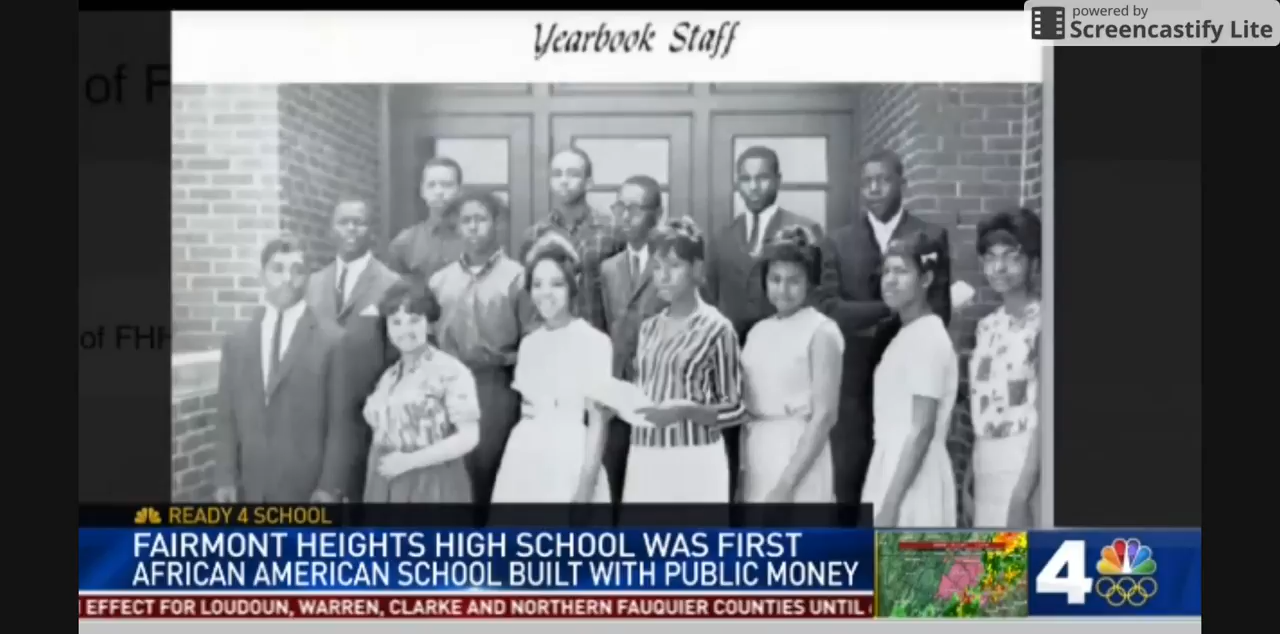 powered by
Screencastify Lite
Yearbook Staff
of F
of FHH
READY 4 SCHOOL
FAIRMONT HEIGHTS HIGH SCHOOL WAS FIRST
AFRICAN AMERICAN SCHOOL BUILT WITH PUBLIC MONEY
4
EFFECT FOR LOUDOUN, WARREN, CLARKE AND NORTHERN FAUQUIER COUNTIES UNTIL